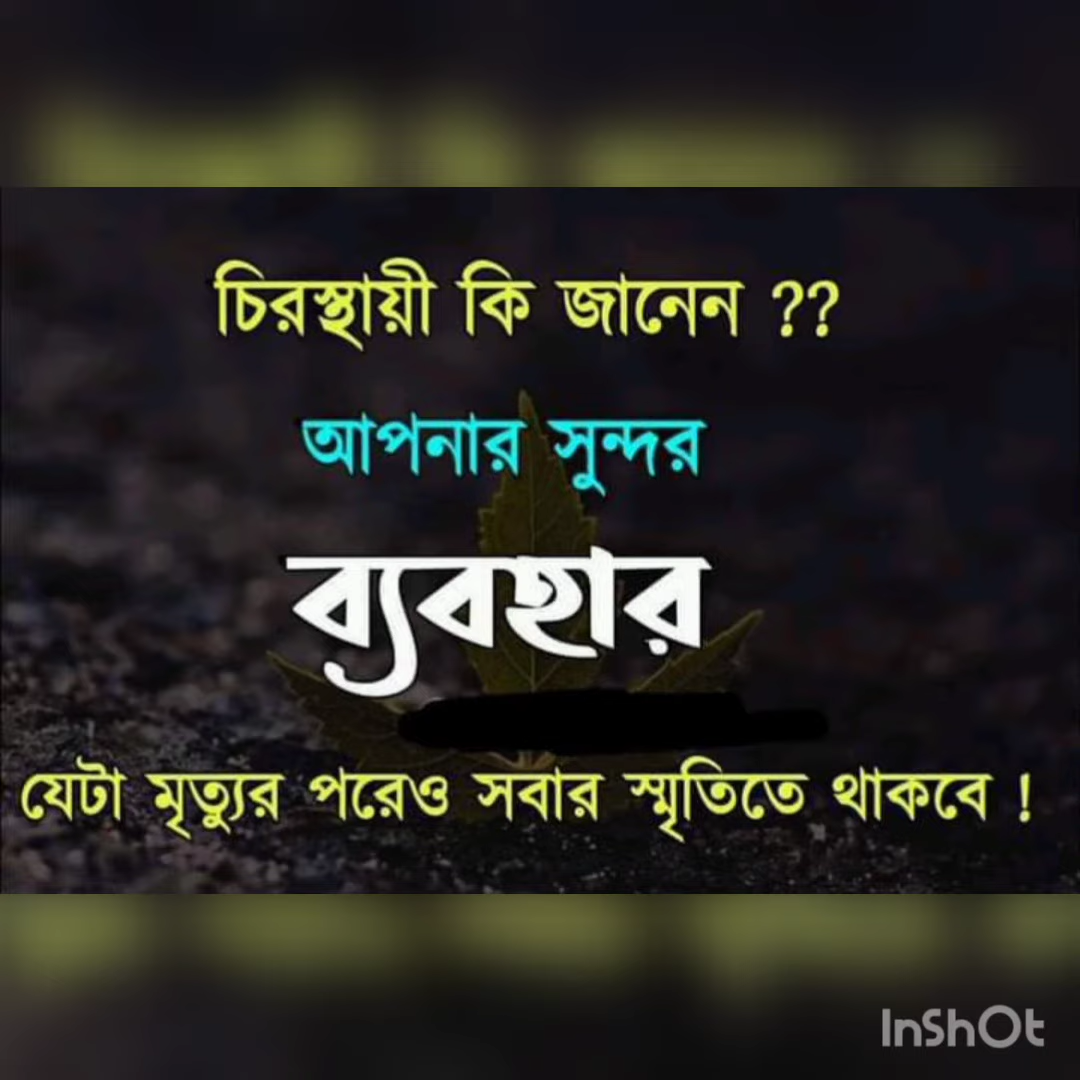 চিরস্থায়ী কি জানেন ??
আপনার সুন্দর
ব্যবহার
যেটা মৃত্যুর পরেও সবার স্মৃতিতে থাকবে !
InShOt